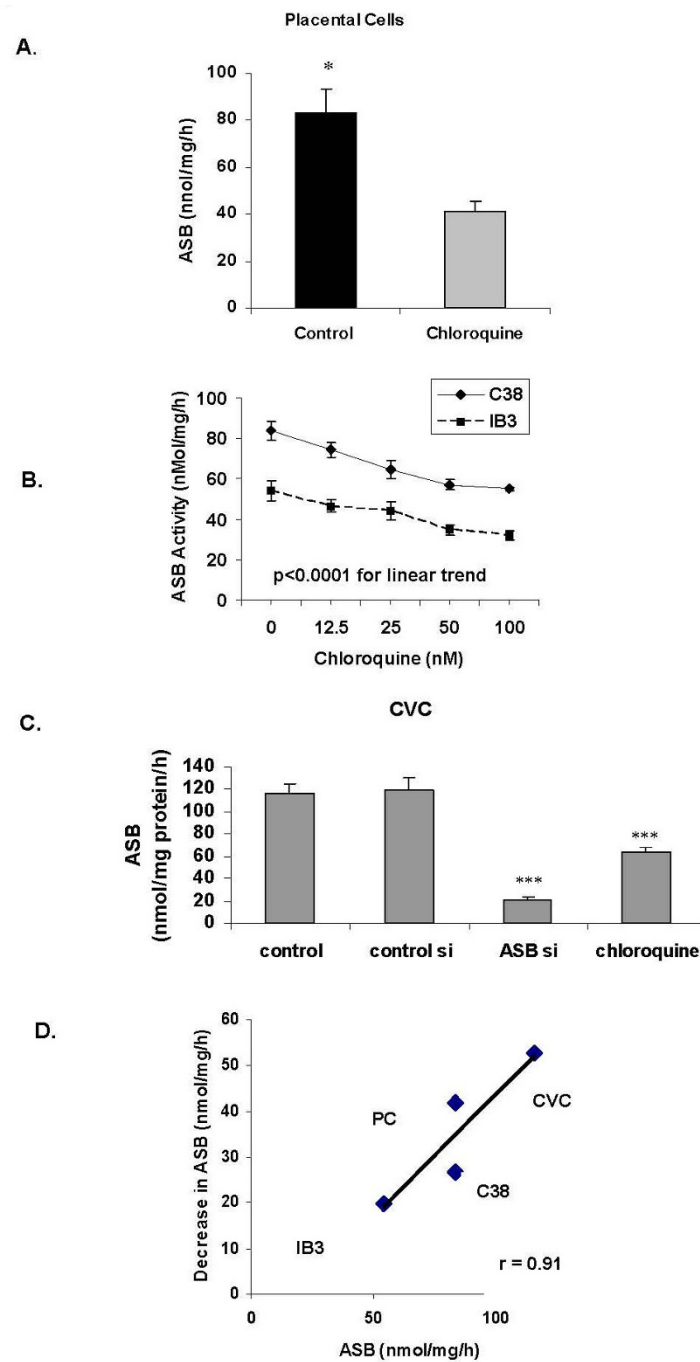 Placental Cells
A.
*
ASB (nnol/mg/h)
100
80
60
40
20
0
Control Chloroquine
B.
ASB Activity (nMol/mg/h)
100
80
60
40
20
0
C38
IB3
p<0.0001 for linear trend
0 12.5 25 50 100
Chloroquine (nM)
CVC
C.
ASB
(nmol/mg protein/h)
140
120
100
80
60
40
20
0
***
***
control control si ASB si chloroquine
D.
Decrease in ASB (nmol/mg/h)
60
50
40
30
20
10
0
PC
CVC
C38
IB3
r = 0.91
0 50 100
ASB (nmol/mg/h)